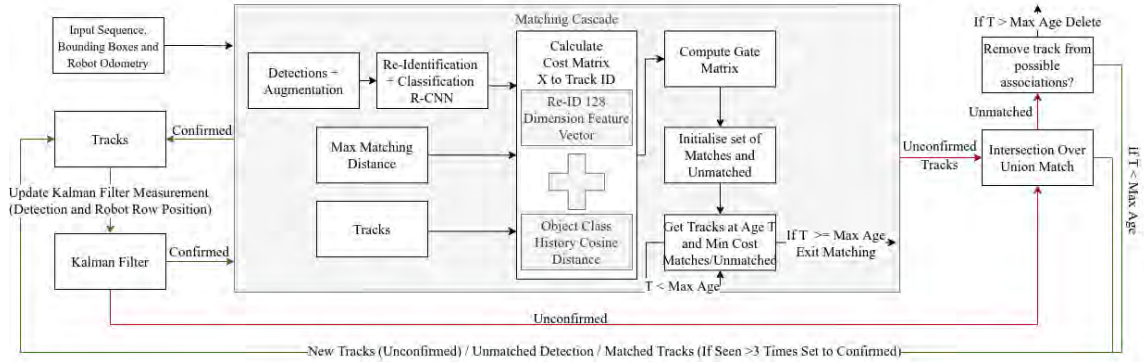 Matching Cascade
Input Sequence,
Bounding Boxes and
Robot Odometry
Detections +
Augmentation
Re-Identification
+ Classification
R-CNN
Calculate
Cost Matrix
X to Track ID
Re-ID 128
Dimension Feature
Vector
Object Class
History Cosine
Distance
Max Matching
Distance
Tracks
Compute Gate
Matrix
Initialise set of
Matches and
Unmatched
Get Tracks at Age T
and Min Cost
Matches/Unmatched
T < Max Age
If T >= Max Age
Exit Matching
Tracks
Confirmed
Update Kalman Filter Measurement
(Detection and Robot Row Position)
Kalman Filter
Confirmed
Unconfirmed
Unconfirmed
Tracks
Intersection Over
Union Match
Unmatched
Remove track from
possible
associations?
If T > Max Age Delete
If T < Max Age
New Tracks (Unconfirmed) / Unmatched Detection / Matched Tracks (If Seen >3 Times Set to Confirmed)